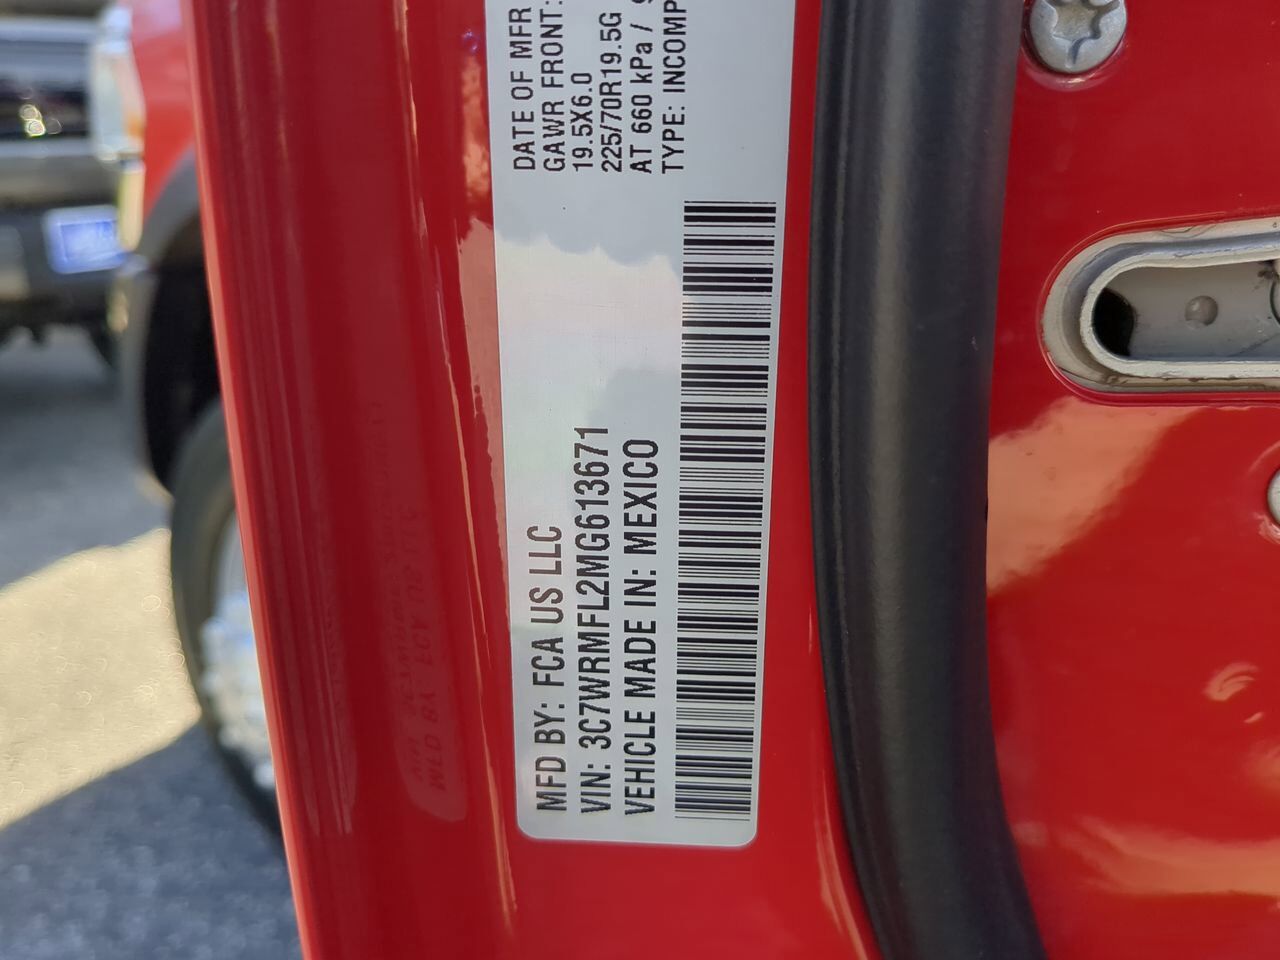 DATE OF MFR
GAWR FRONT:
19.5X6.0
225/70R19.5G
AT 660 kPa /
TYPE: INCOMP
MFD BY: FCA US LLC
VIN: 3C7WRMFL2MG613671
VEHICLE MADE IN: MEXICO